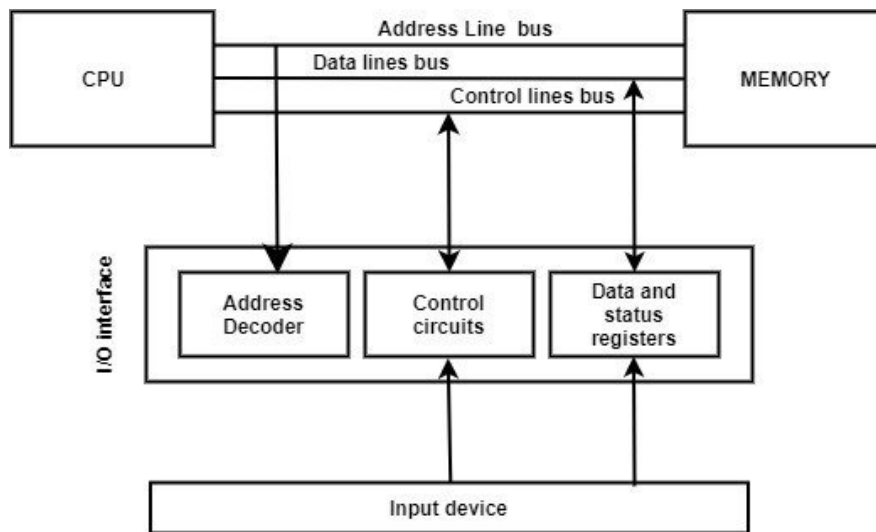 Address Line bus
CPU
Data lines bus
MEMORY
Control lines bus
I/O interface
Address
Decoder
Control
circuits
Data and
status
registers
Input device